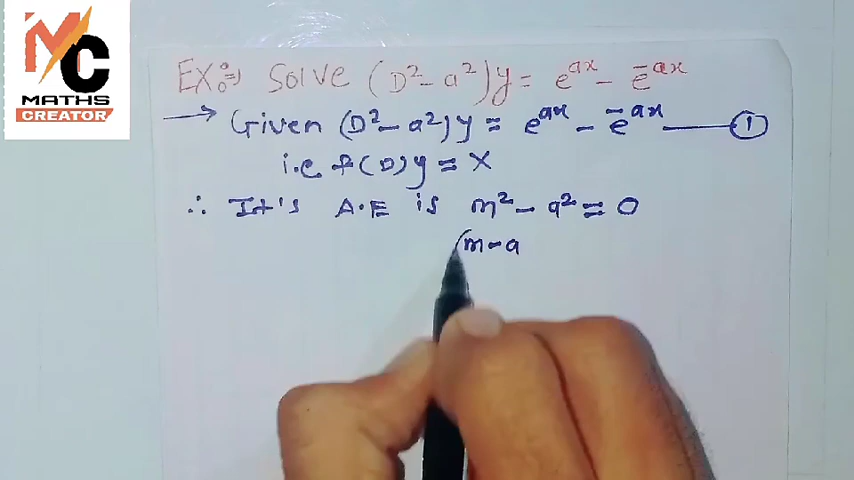 MC
MATHS
CREATOR
EX:⇒ Solve (D²-a²)y = e^ax - e^-ax
→ Given (D²-a²)y = e^ax - e^-ax ——— ①
i.e f(D)y = X
∴ It's A.E is m²-a² = 0
(m-a